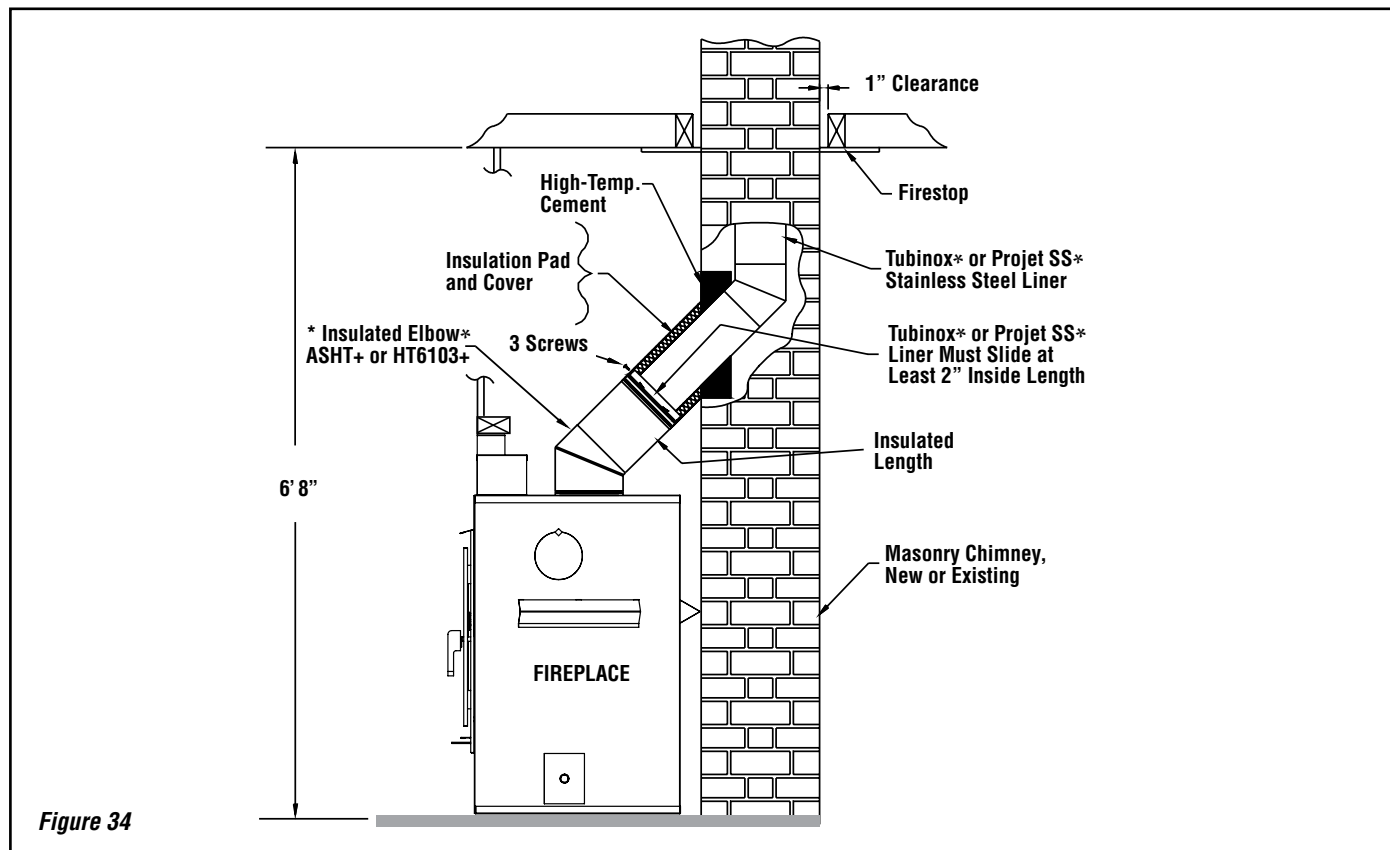 1” Clearance
High-Temp.
Cement
Firestop
Insulation Pad
and Cover
Tubinox* or Projet SS*
Stainless Steel Liner
* Insulated Elbow*
ASHT+ or HT6103+
3 Screws
Tubinox* or Projet SS*
Liner Must Slide at
Least 2” Inside Length
Insulated
Length
6’ 8”
Masonry Chimney,
New or Existing
FIREPLACE
Figure 34